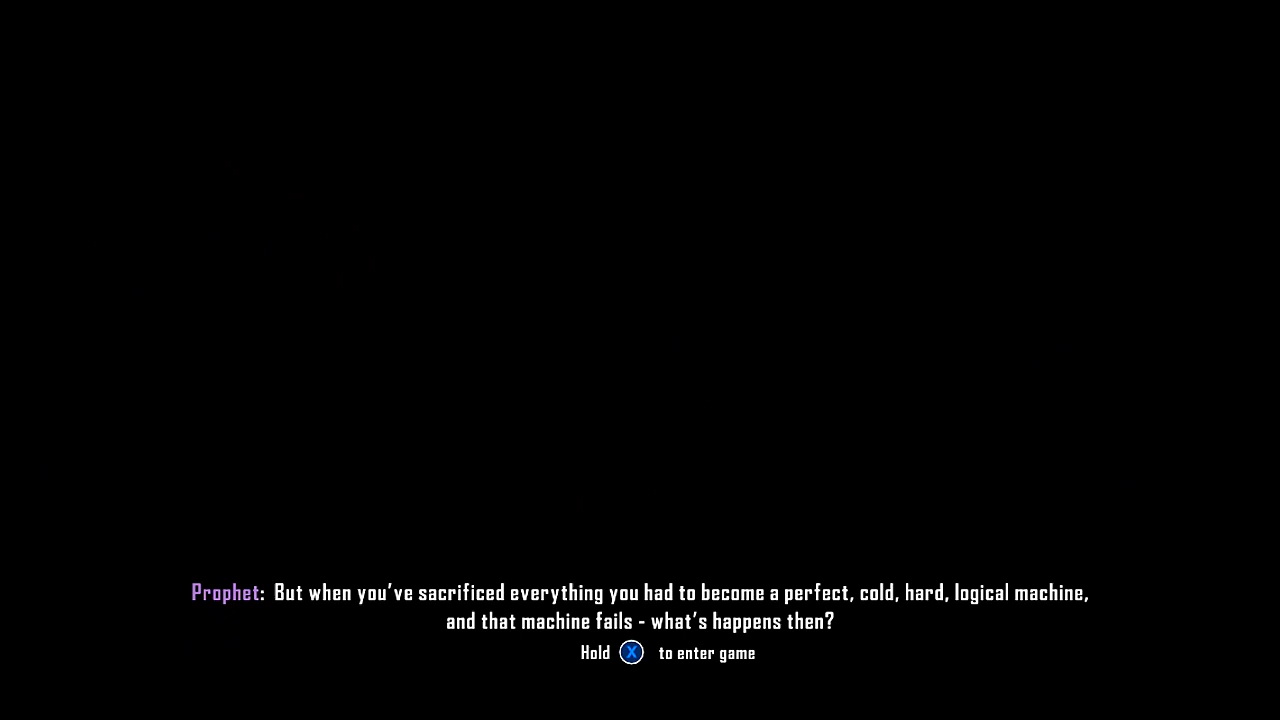 Prophet: But when you've sacrificed everything you had to become a perfect, cold, hard, logical machine,
and that machine fails - what's happens then?
Hold X to enter game